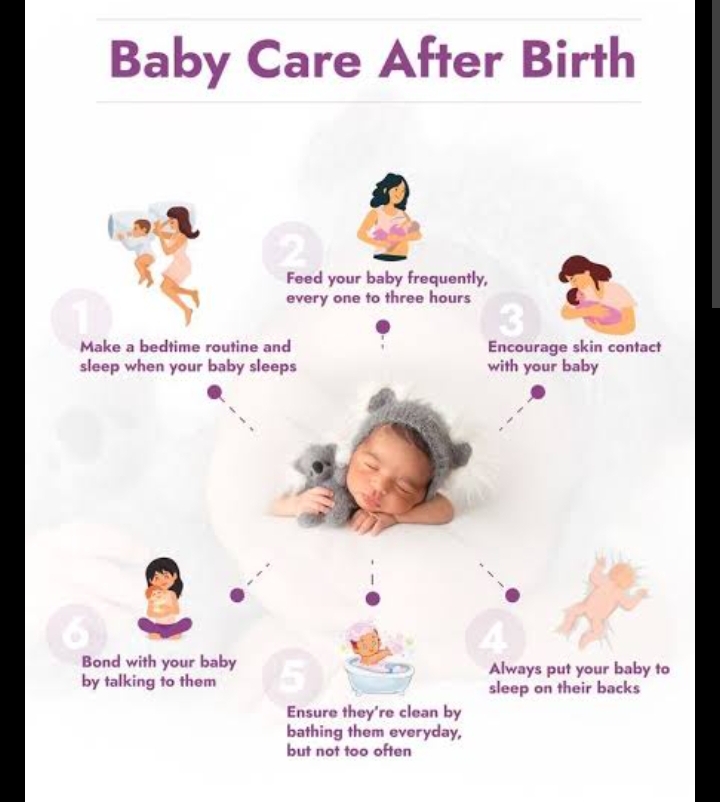 Baby Care After Birth
1
Make a bedtime routine and
sleep when your baby sleeps
2
Feed your baby frequently,
every one to three hours
3
Encourage skin contact
with your baby
4
Always put your baby to
sleep on their backs
5
Ensure they're clean by
bathing them everyday,
but not too often
6
Bond with your baby
by talking to them